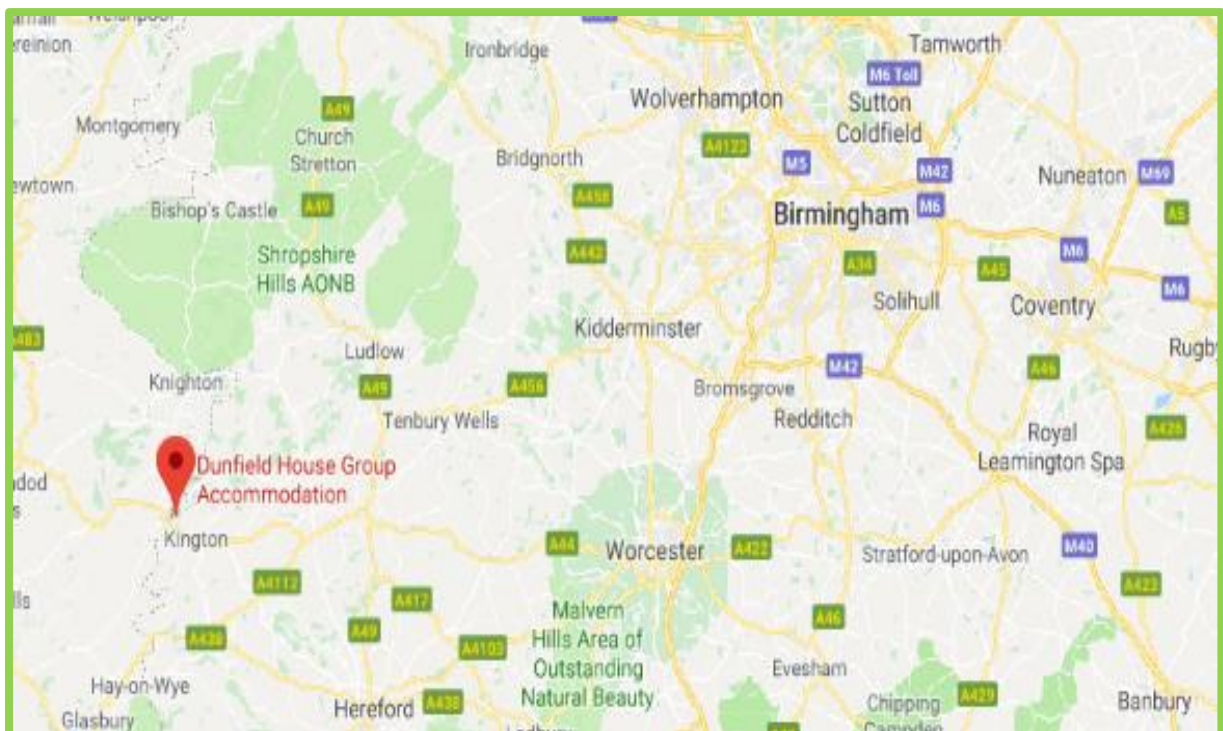 Ironbridge
Tamworth
M6 Toll
Wolverhampton
Sutton
Coldfield
A49
Montgomery
Church
Stretton
Bridgnorth
A4123
M5
M42
Nuneaton
M69
A458
Bishop's Castle
A49
Birmingham
M6
A5
Shropshire
Hills AONB
A442
M6
A34
A45
Solihull
Coventry
M6
Kidderminster
Ludlow
M42
A46
Knighton
A49
A456
Bromsgrove
Tenbury Wells
Redditch
Royal
Leamington Spa
A426
Dunfield House Group
Accommodation
Kington
A44
Worcester
A422
Stratford-upon-Avon
M40
A4112
A417
A423
Malvern
Hills Area of
Outstanding
Natural Beauty
A46
A438
A49
A4103
Evesham
Hay-on-Wye
Hereford
A438
Chipping
Campden
A429
Banbury
Glasbury